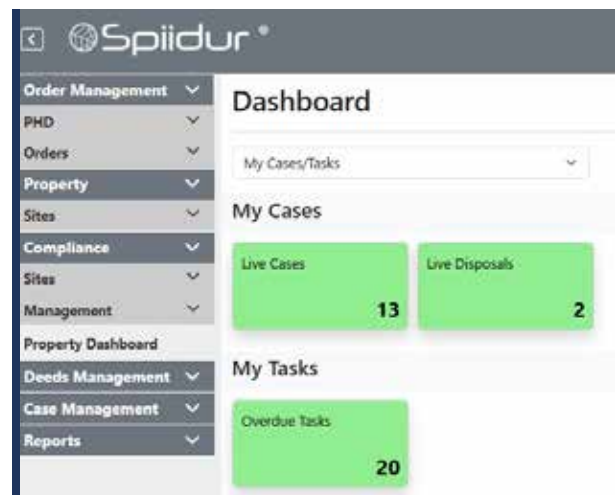 Spiidur
Order Management
PHD
Orders
Property
Sites
Compliance
Sites
Management
Property Dashboard
Deeds Management
Case Management
Reports
Dashboard
My Cases/Tasks
My Cases
Live Cases
13
Live Disposals
2
My Tasks
Overdue Tasks
20